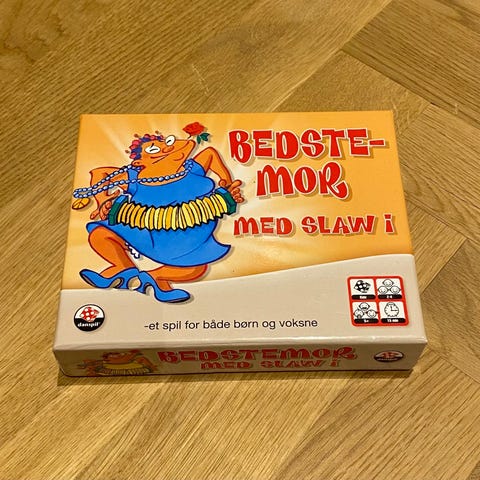 BEDSTE-
MOR
MED SLAW i
-et spil for både børn og voksne
danspil
BEDSTEMOR
MED SLAW i